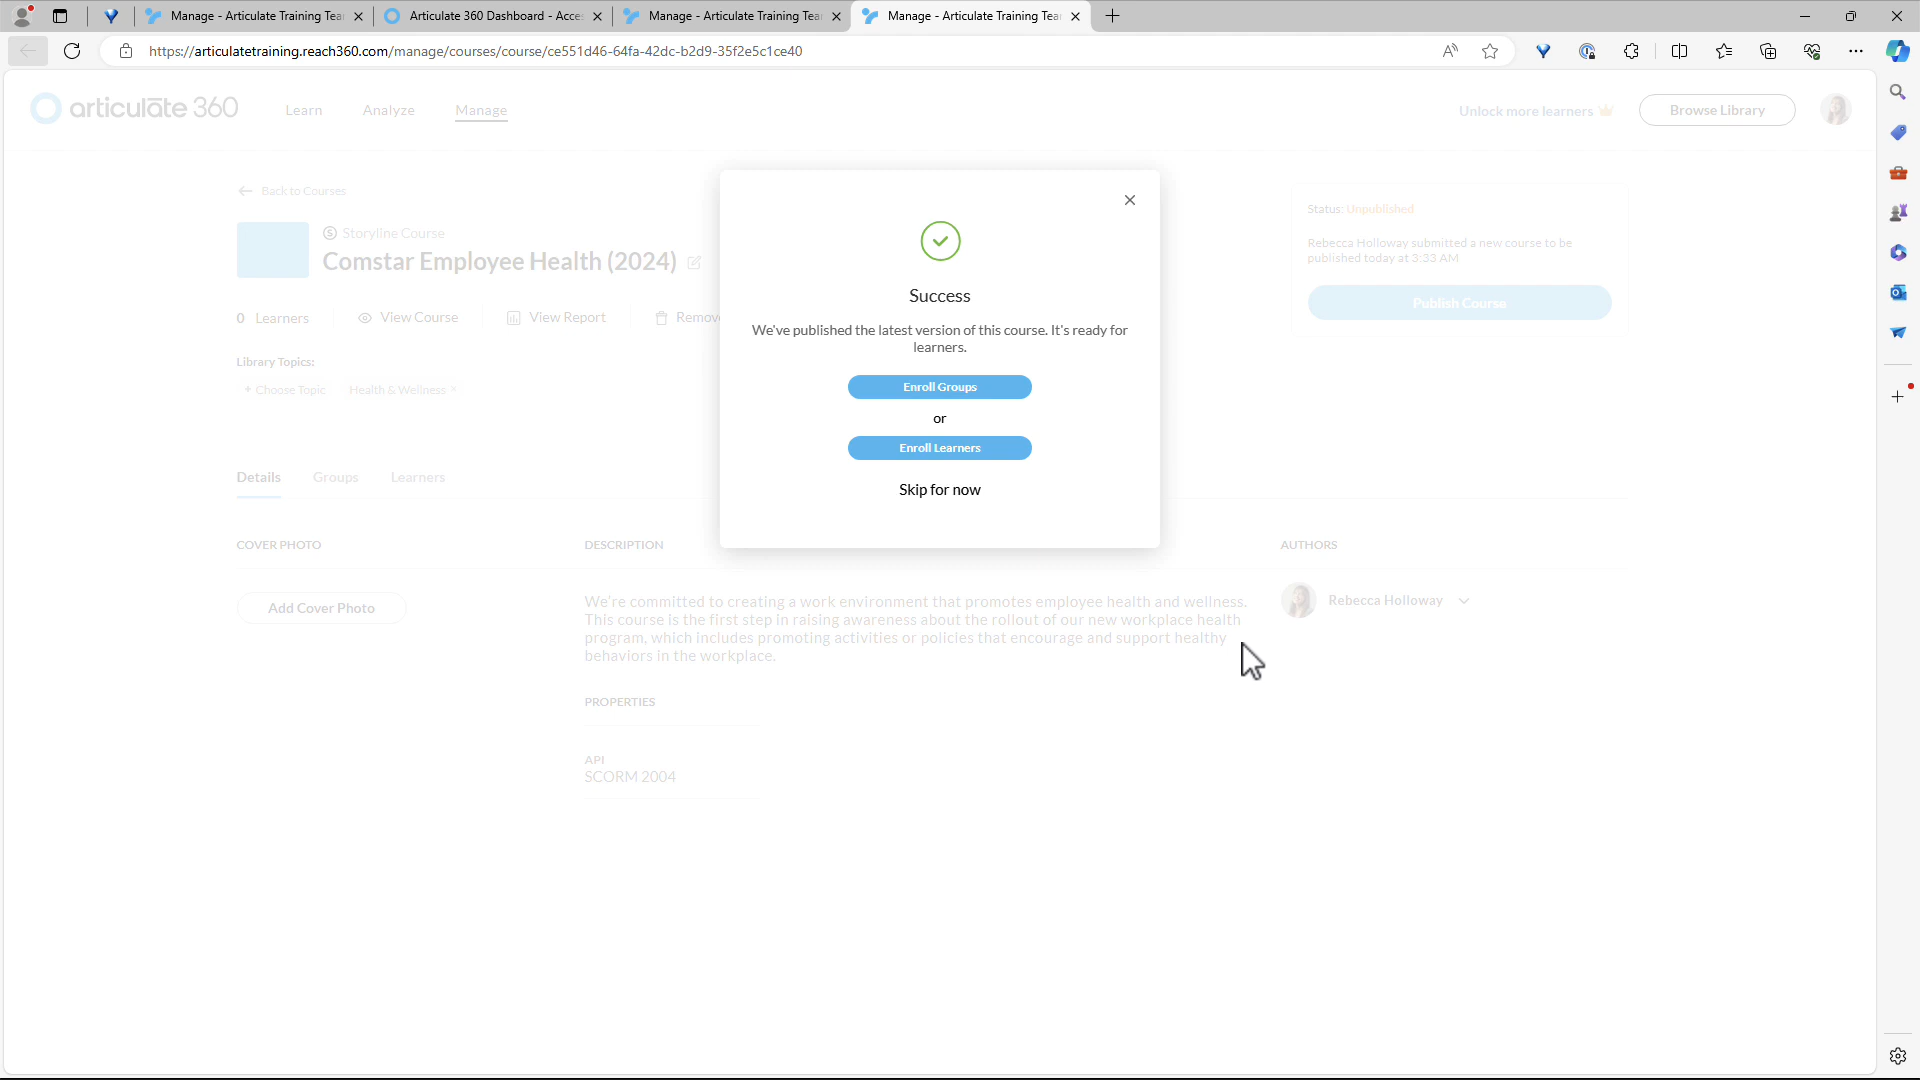 Manage - Articulate Training Tea
Articulate 360 Dashboard - Acce
Manage - Articulate Training Tea
Manage - Articulate Training Tea
https://articulatetraining.reach360.com/manage/courses/course/ce551d46-64fa-42dc-b2d9-35f2e5c1ce40
articulate 360
Learn
Analyze
Manage
Unlock more learners
Browse Library
Back to Courses
Storyline Course
Comstar Employee Health (2024)
0 Learners
View Course
View Report
Remov
Library Topics:
+ Choose Topic
Health & Wellness ×
Status: Unpublished
Rebecca Holloway submitted a new course to be
published today at 3:33 AM
Publish Course
Success
We've published the latest version of this course. It's ready for
learners.
Enroll Groups
or
Enroll Learners
Skip for now
Details
Groups
Learners
COVER PHOTO
DESCRIPTION
AUTHORS
Add Cover Photo
We're committed to creating a work environment that promotes employee health and wellness.
This course is the first step in raising awareness about the rollout of our new workplace health
program, which includes promoting activities or policies that encourage and support healthy
behaviors in the workplace.
Rebecca Holloway
PROPERTIES
API
SCORM 2004